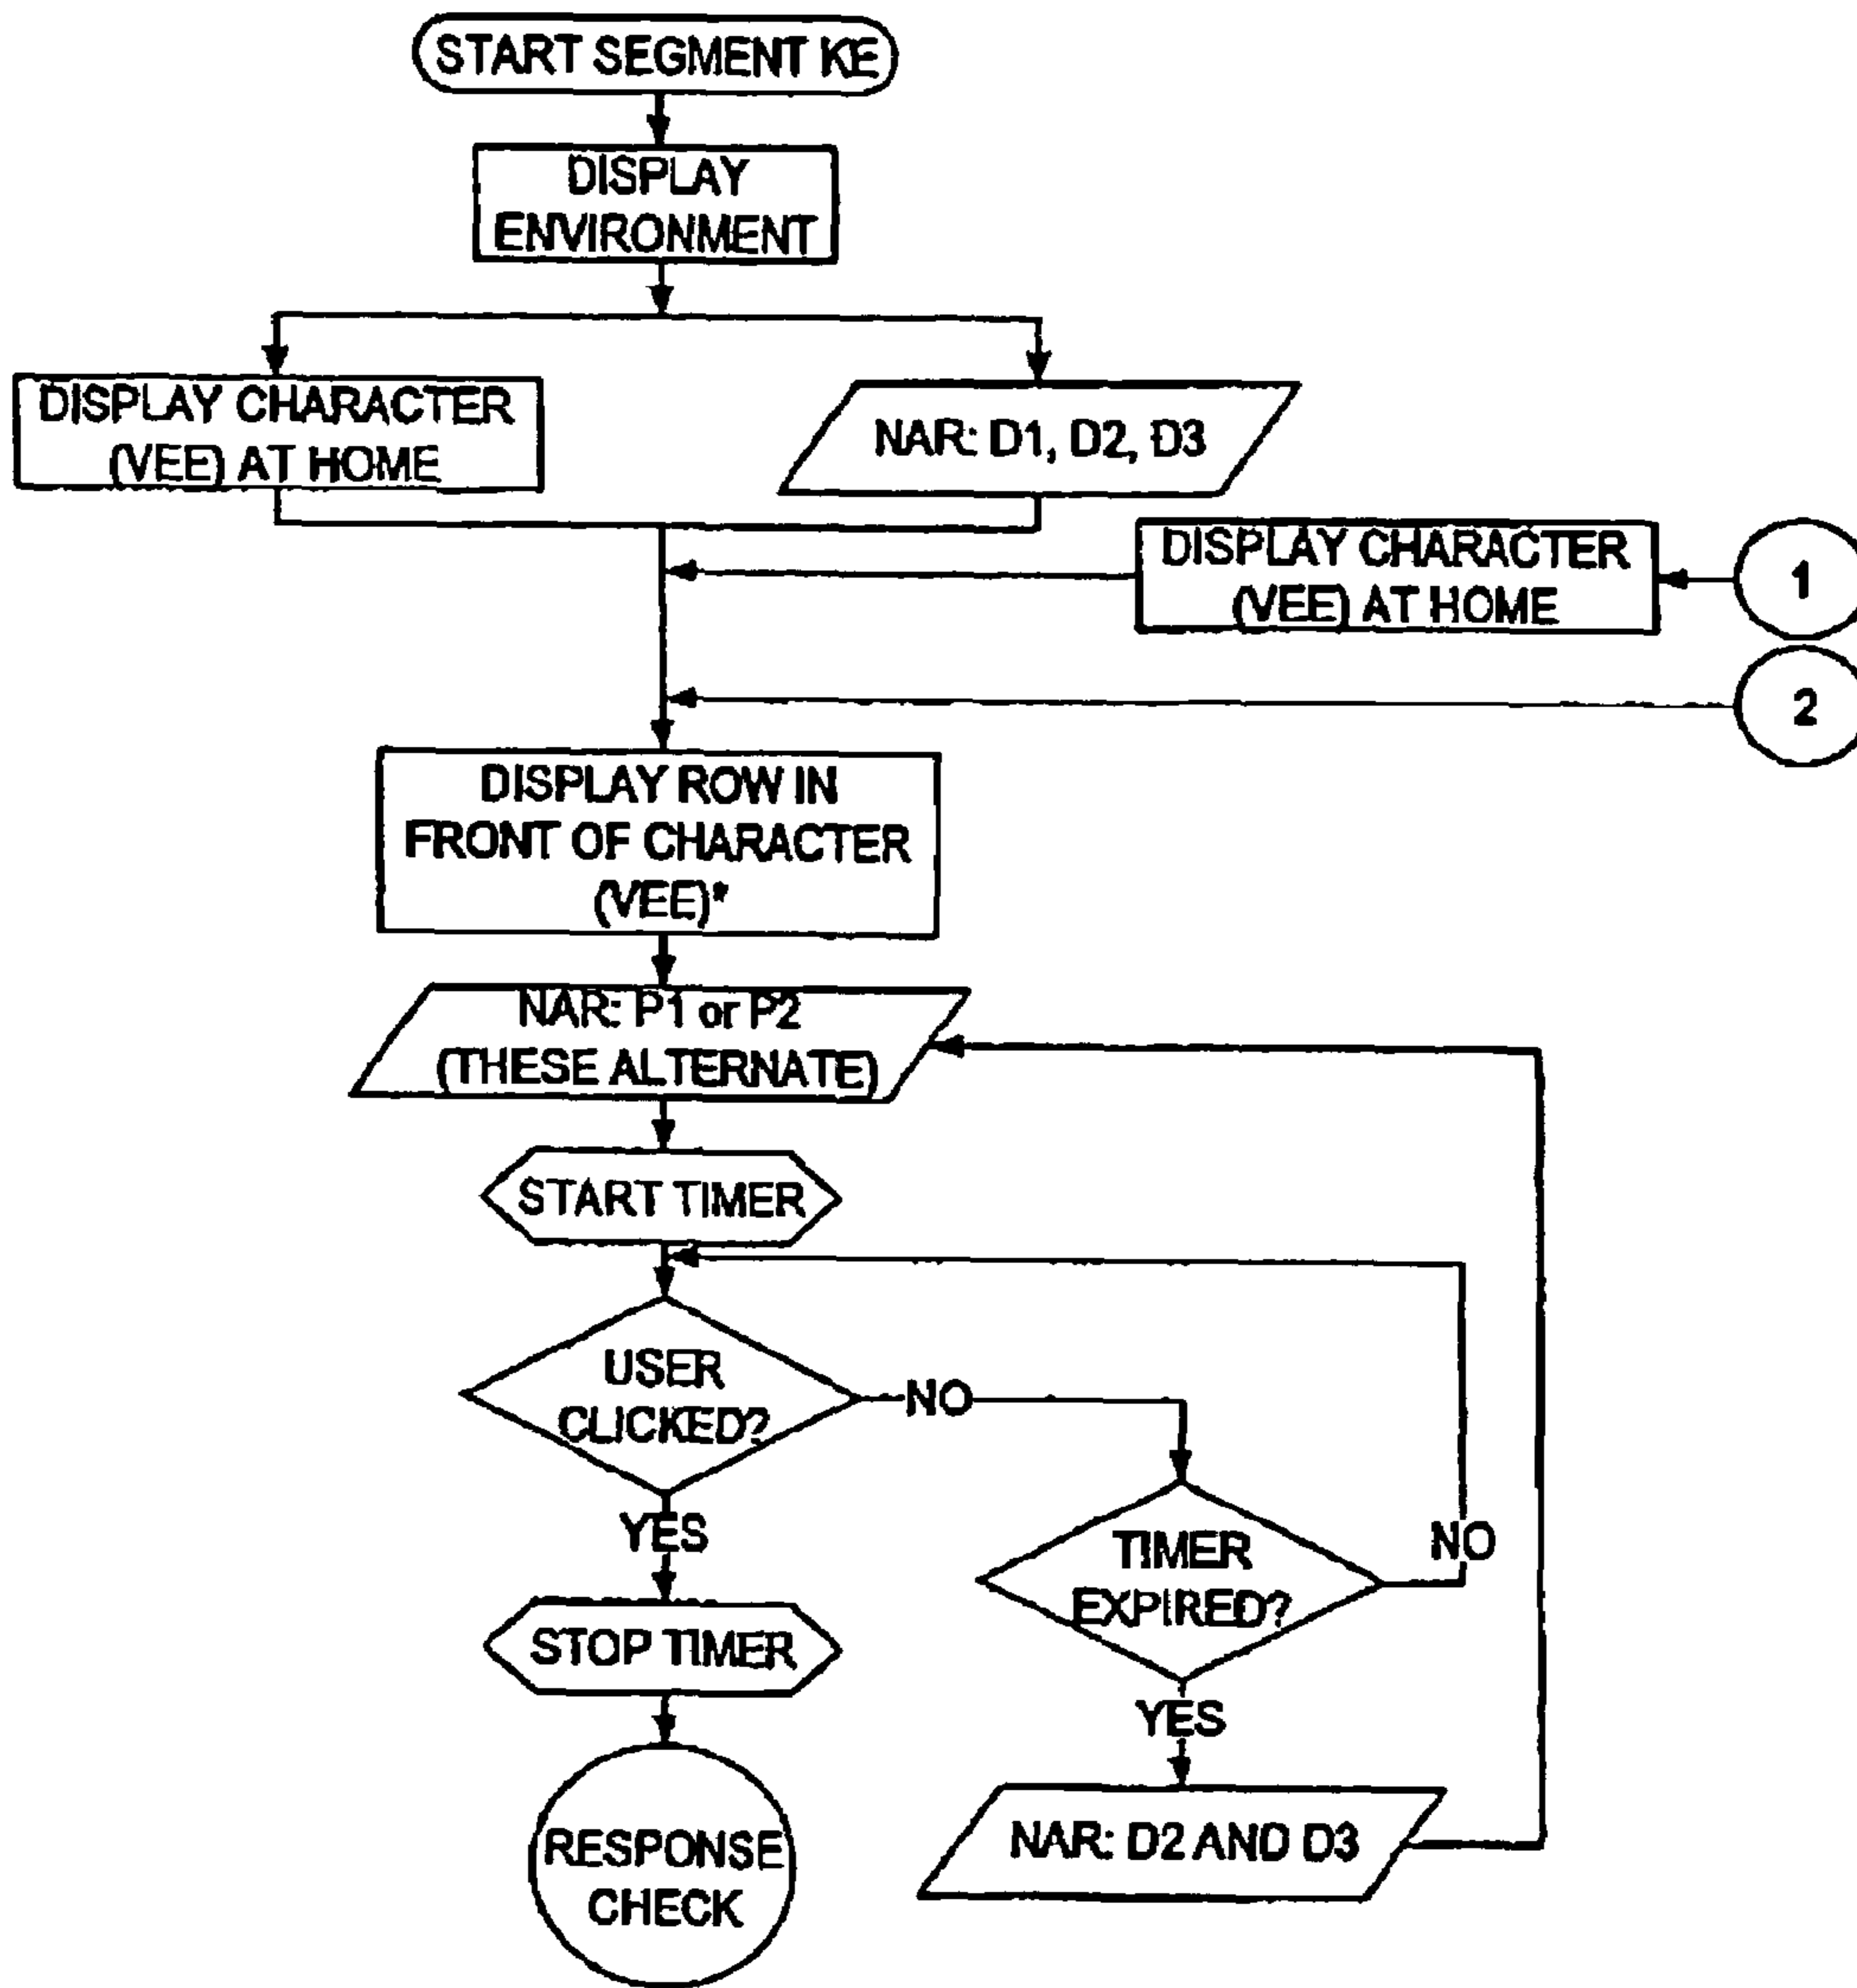 START SEGMENT KE
DISPLAY
ENVIRONMENT
DISPLAY CHARACTER
(VEE) AT HOME
NAR: D1, D2, D3
DISPLAY CHARACTER
(VEE) AT HOME
1
2
DISPLAY ROW IN
FRONT OF CHARACTER
(VEE)*
NAR: P1 or P2
(THESE ALTERNATE)
START TIMER
USER
CLICKED?
NO
YES
TIMER
EXPIRED?
NO
STOP TIMER
YES
NAR: D2 AND D3
RESPONSE
CHECK